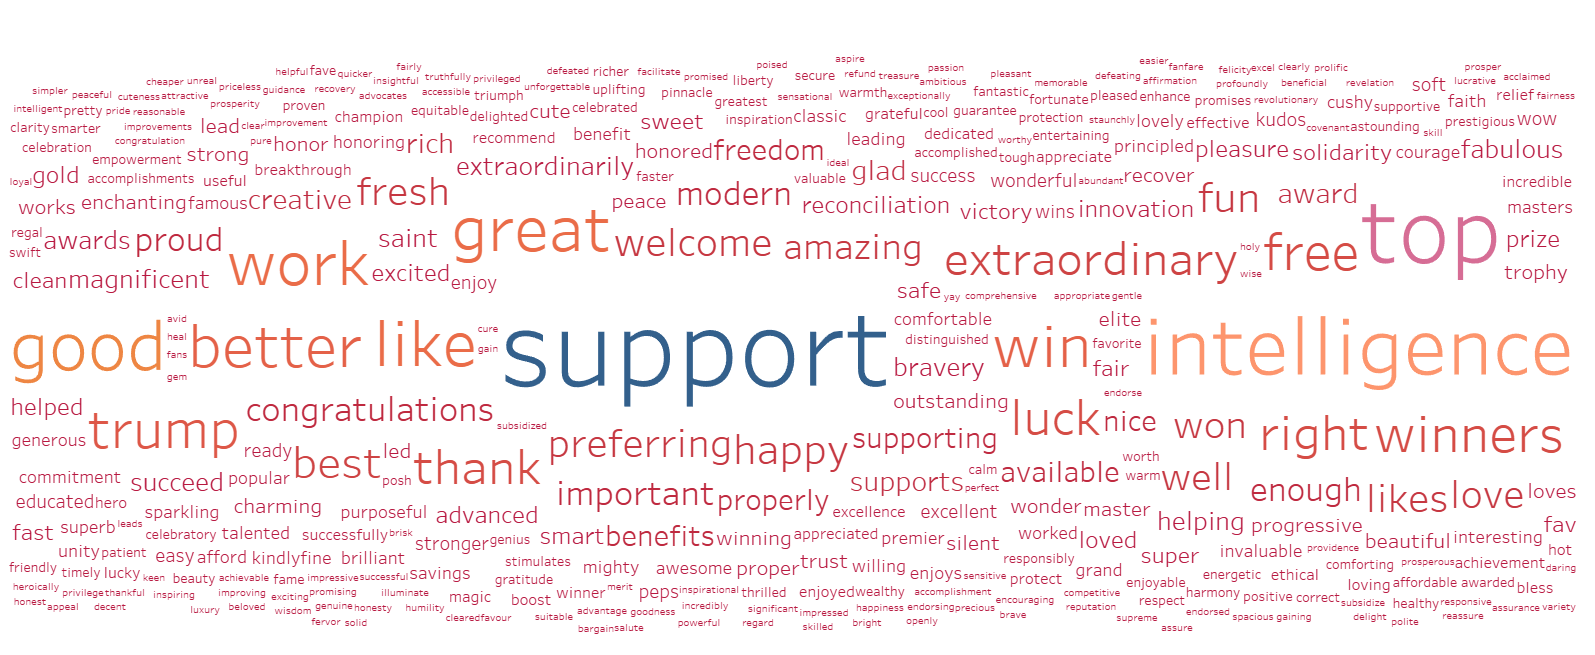 aspire
poised passion easier fanfare
helpful fave quicker fairly defeated richer facilitate promised liberty secure refund treasure ambitious pleasant defeating affirmation felicity excel clearly prolific prosper
cheaper unreal priceless guidance recovery insightful truthfully privileged unforgettable uplifting pinnacle sensational warmth exceptionally fantastic memorable pleased enhance profoundly beneficial revelation soft lucrative acclaimed
simpler peaceful cuteness attractive prosperity advocates accessible triumph greatest fortunate promises revolutionary cushy supportive faith relief fairness
intelligent pretty pride reasonable proven champion equitable delighted cute celebrated inspiration classic grateful cool guarantee protection staunchly lovely effective kudos covenant astounding skill prestigious wow
clarity smarter improvements lead clear improvement honor honoring rich recommend benefit sweet leading dedicated worthy entertaining
celebration congratulation pure honored freedom accomplished tough appreciate principled pleasure solidarity courage fabulous
empowerment strong breakthrough extraordinarily faster ideal valuable glad success wonderful abundant recover
loyal gold accomplishments useful incredible
works enchanting famous creative fresh peace modern reconciliation victory wins innovation fun award masters
regal awards proud saint great welcome amazing top prize
swift work excited extraordinary holy wise free trophy
clean magnificent enjoy
safe yay comprehensive appropriate gentle
avid comfortable elite
good heal better like cure support distinguished win favorite intelligence
fans gain
gem bravery fair
endorse
helped congratulations outstanding luck nice
generous trump subsidized preferring happy supporting won right winners
ready best led thank worth
commitment succeed popular posh supports calm perfect available warm well
educated hero important properly enough likes love loves
sparkling charming purposeful advanced excellence excellent wonder master
fast superb leads celebratory talented successfully brisk smart benefits winning appreciated premier silent worked loved helping progressive fav
unity patient easy afford kindly fine brilliant stronger genius super invaluable providence beautiful interesting hot
friendly timely lucky keen beauty achievable fame impressive successful savings stimulates mighty awesome proper trust willing enjoys sensitive responsibly protect grand energetic ethical comforting prosperous achievement daring
heroically privilege thankful inspiring improving exciting promising illuminate magic gratitude boost winner merit peps inspirational thrilled enjoyed wealthy accomplishment encouraging competitive enjoyable harmony positive correct loving affordable awarded bless
honest appeal decent luxury beloved wisdom genuine honesty humility advantage goodness incredibly significant impressed happiness endorsing precious reputation respect endorsed subsidize healthy responsive assurance variety
fervor solid cleared favour suitable powerful regard bright openly brave supreme spacious gaining delight polite reassure
bargain salute skilled assure